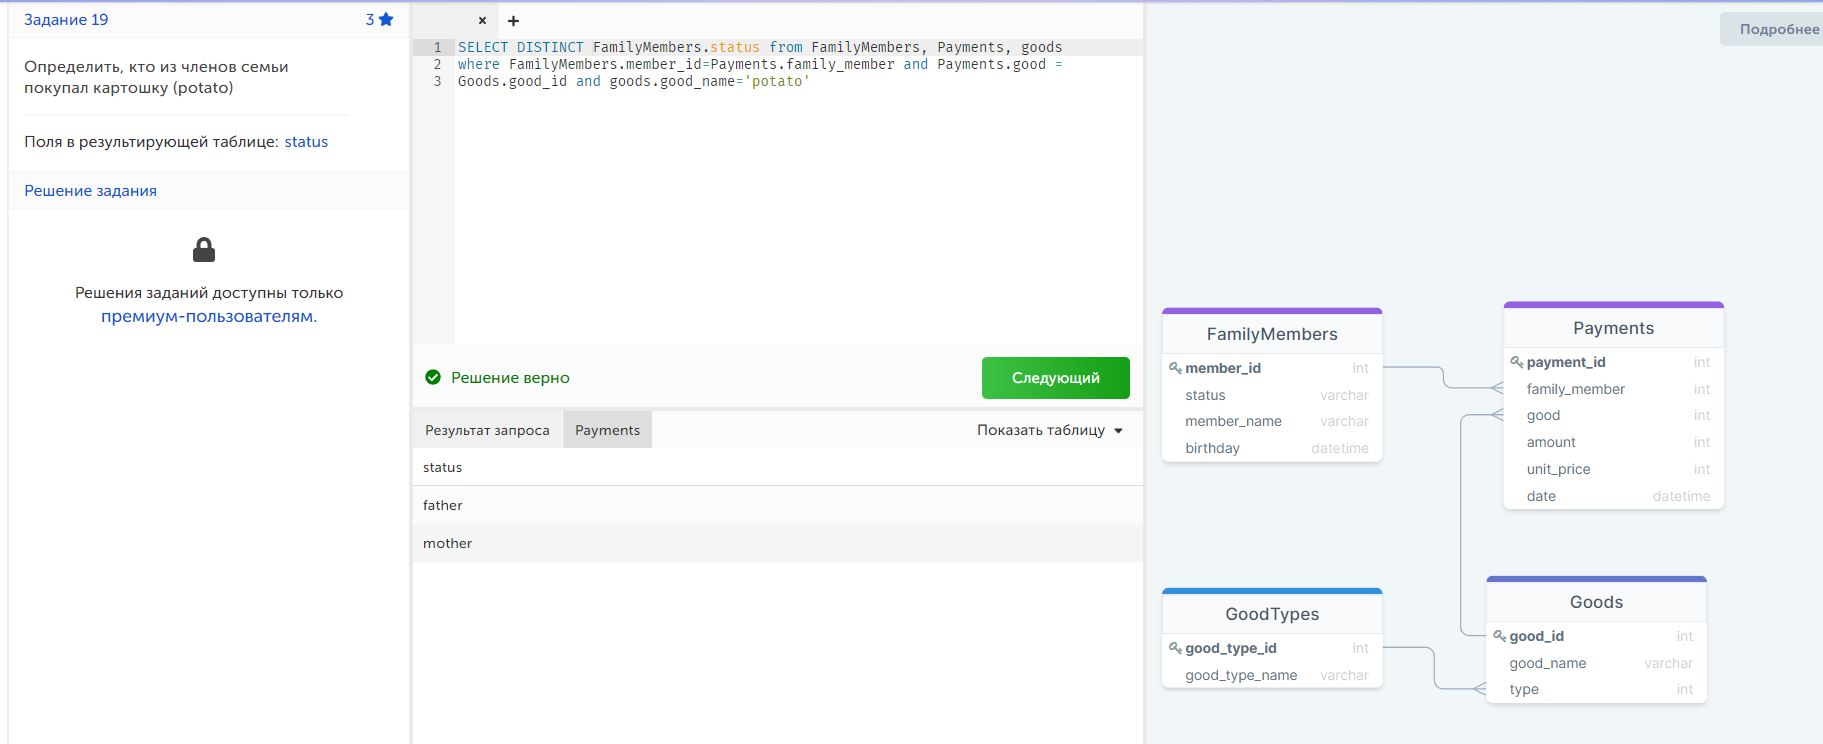 Задание 19
3
Определить, кто из членов семьи
покупал картошку (potato)
Поля в результирующей таблице: status
Решение задания
Решения заданий доступны только
премиум-пользователям.
× +
1 SELECT DISTINCT FamilyMembers.status from FamilyMembers, Payments, goods
2 where FamilyMembers.member_id=Payments.family_member and Payments.good =
3 Goods.good_id and goods.good_name='potato'
Решение верно
Следующий
Результат запроса
Payments
Показать таблицу
status
father
mother
Подробнее
FamilyMembers
member_id int
status varchar
member_name varchar
birthday datetime
Payments
payment_id int
family_member int
good int
amount int
unit_price int
date datetime
GoodTypes
good_type_id int
good_type_name varchar
Goods
good_id int
good_name varchar
type int